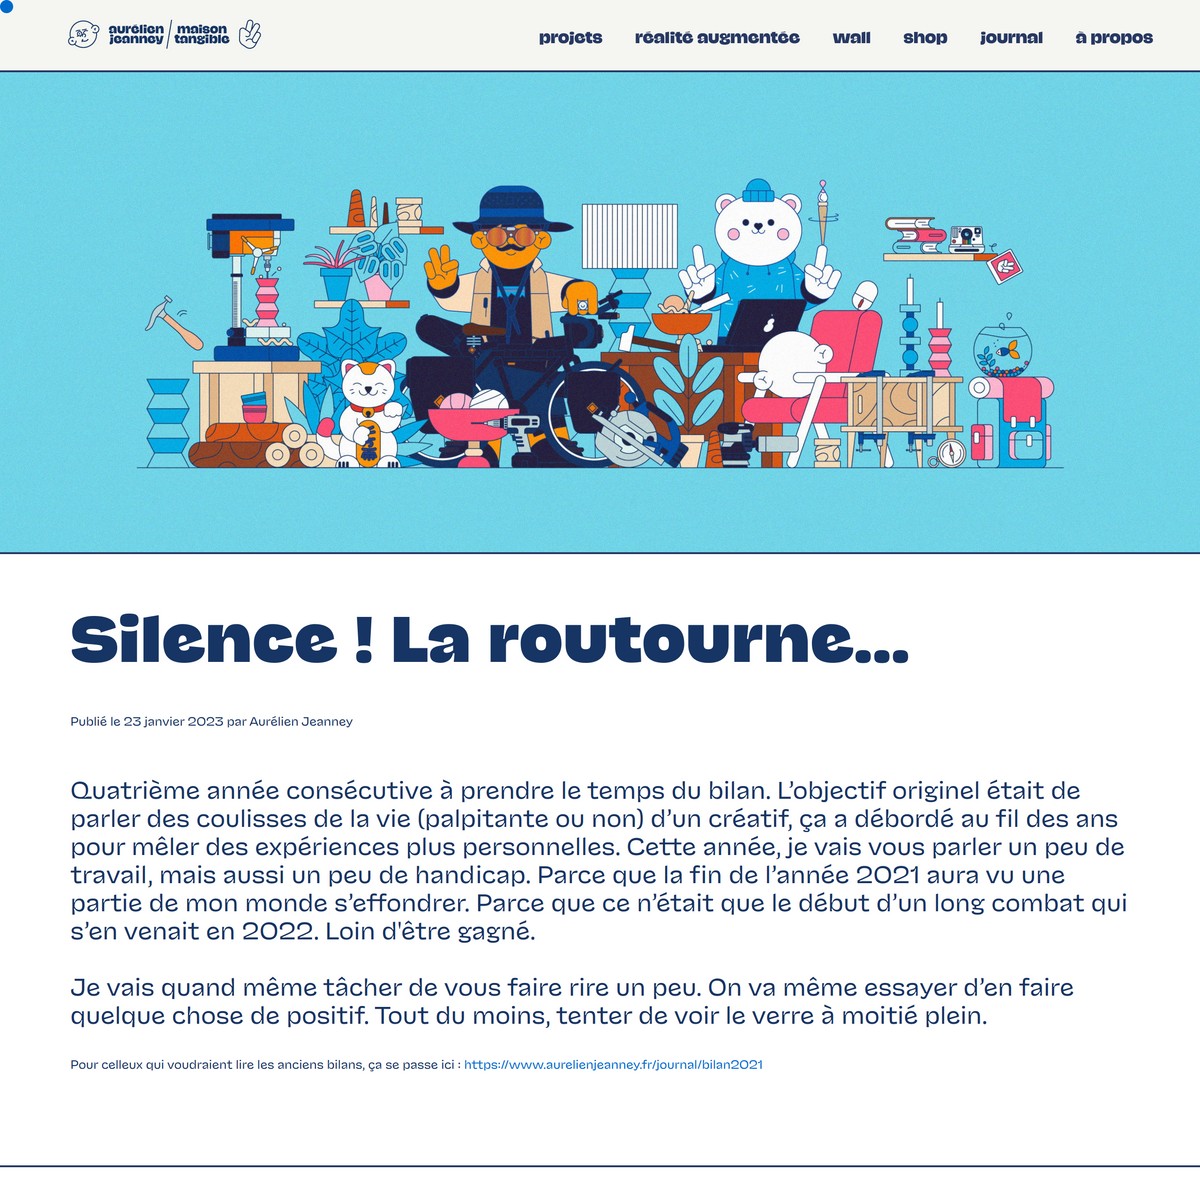 aurélien jeanney
maison tangible
projets réalité augmentée wall shop journal à propos
Silence ! La routourne...
Publié le 23 janvier 2023 par Aurélien Jeanney
Quatrième année consécutive à prendre le temps du bilan. L’objectif originel était de
parler des coulisses de la vie (palpitante ou non) d’un créatif, ça a débordé au fil des ans
pour mêler des expériences plus personnelles. Cette année, je vais vous parler un peu de
travail, mais aussi un peu de handicap. Parce que la fin de l’année 2021 aura vu une
partie de mon monde s’effondrer. Parce que ce n’était que le début d’un long combat qui
s’en venait en 2022. Loin d'être gagné.
Je vais quand même tâcher de vous faire rire un peu. On va même essayer d’en faire
quelque chose de positif. Tout du moins, tenter de voir le verre à moitié plein.
Pour celleux qui voudraient lire les anciens bilans, ça se passe ici : https://www.aurelienjeanney.fr/journal/bilan2021